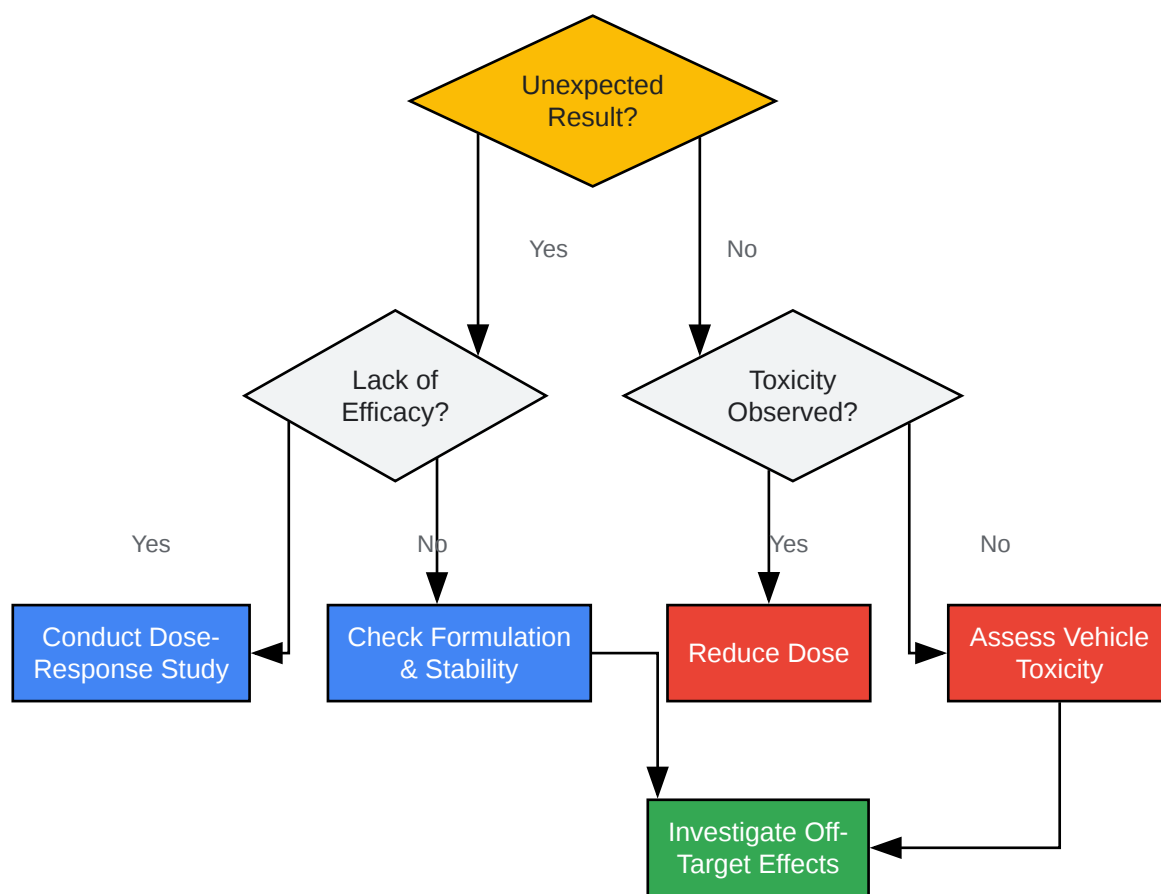 Unexpected
Result?
Yes
No
Lack of
Efficacy?
Toxicity
Observed?
Yes
No
Yes
No
Conduct Dose-
Response Study
Check Formulation
& Stability
Reduce Dose
Assess Vehicle
Toxicity
Investigate Off-
Target Effects